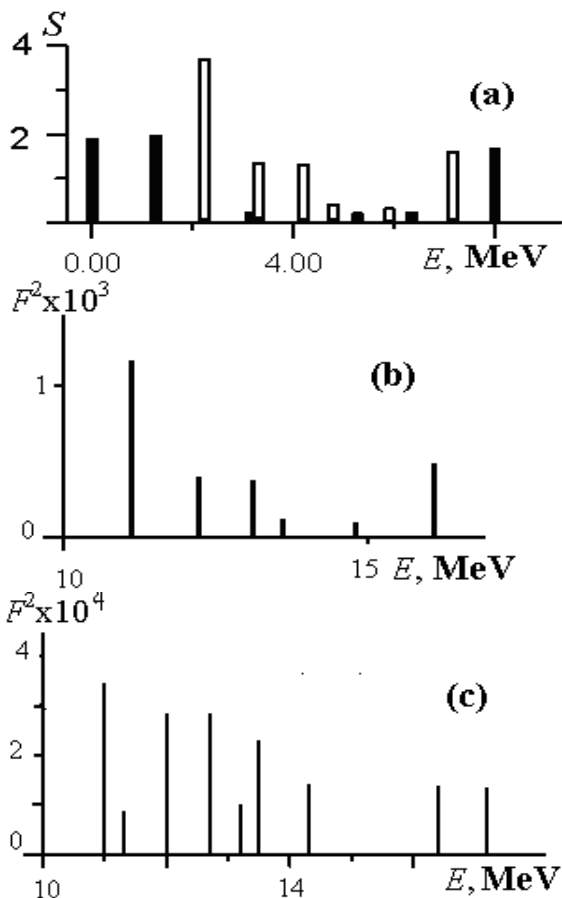 S
4
(a)
2
0.00 4.00 E, MeV
F²x10³
(b)
1
0
10 15 E, MeV
F²x10⁴
4
(c)
2
0
10 14 E, MeV